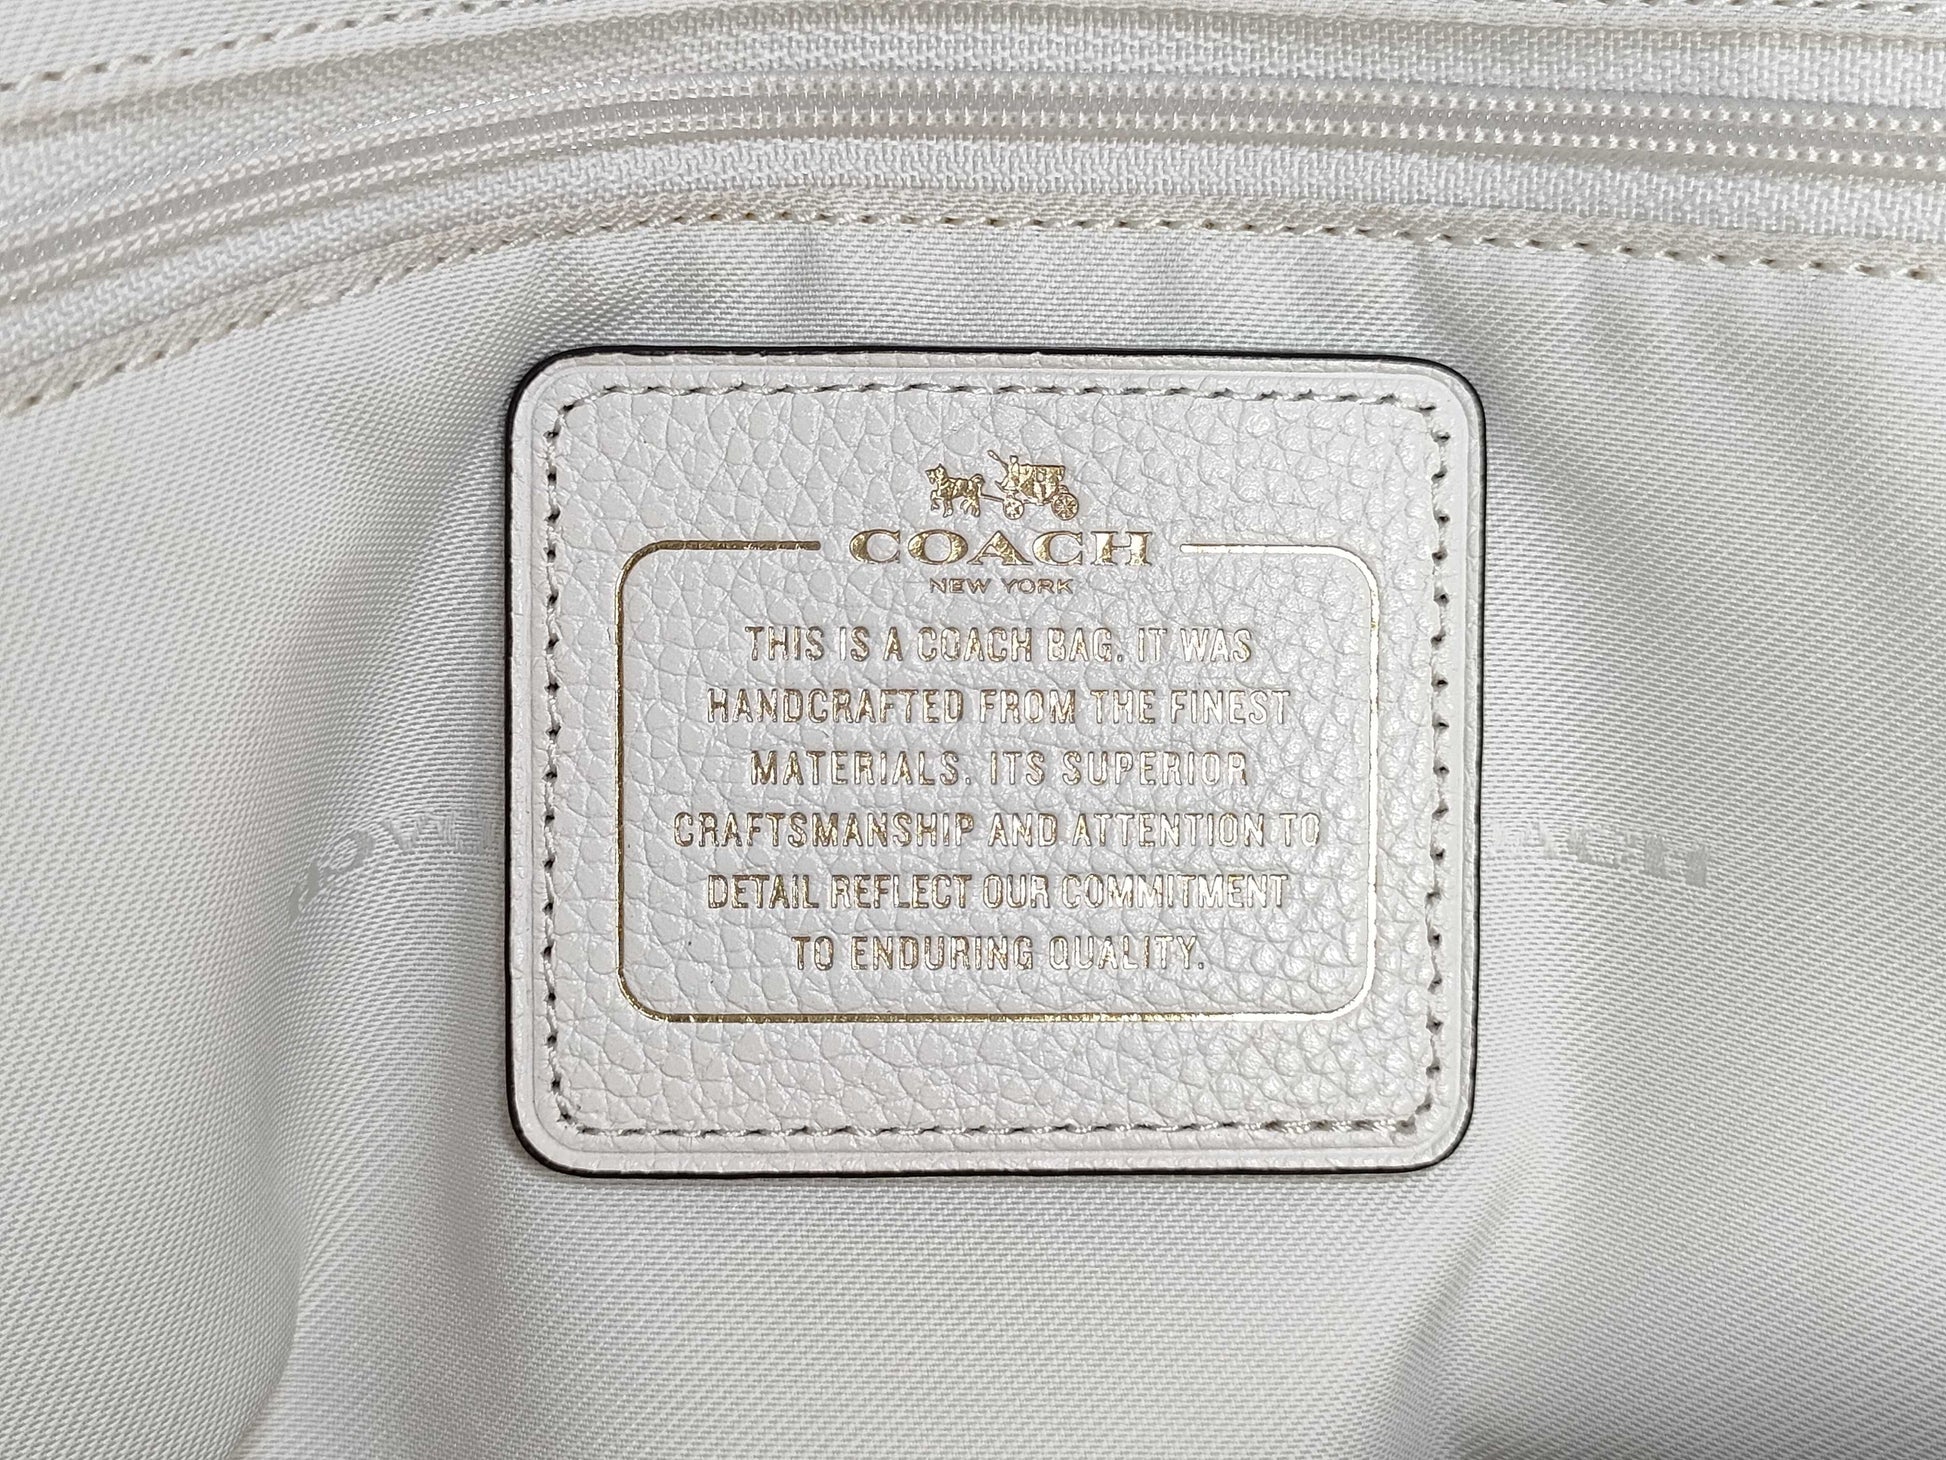 COACH
NEW YORK
THIS IS A COACH BAG. IT WAS
HANDCRAFTED FROM THE FINEST
MATERIALS. ITS SUPERIOR
CRAFTSMANSHIP AND ATTENTION TO
DETAIL REFLECT OUR COMMITMENT
TO ENDURING QUALITY.